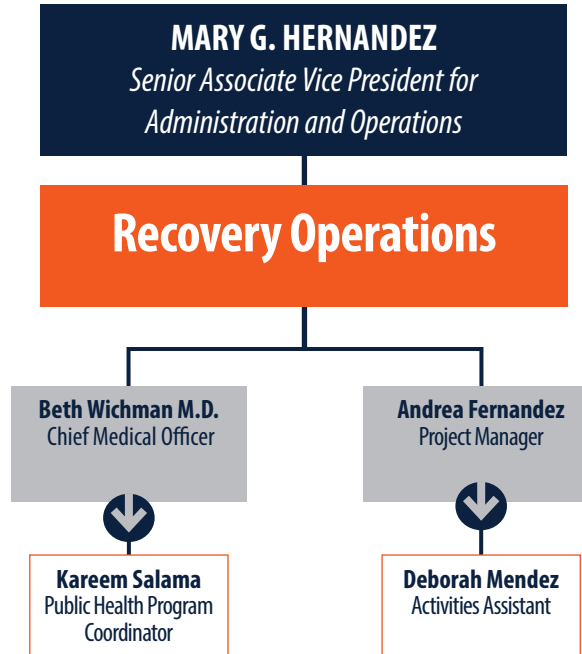 MARY G. HERNANDEZ
Senior Associate Vice President for
Administration and Operations
Recovery Operations
Beth Wichman M.D.
Chief Medical Officer
Andrea Fernandez
Project Manager
Kareem Salama
Public Health Program
Coordinator
Deborah Mendez
Activities Assistant